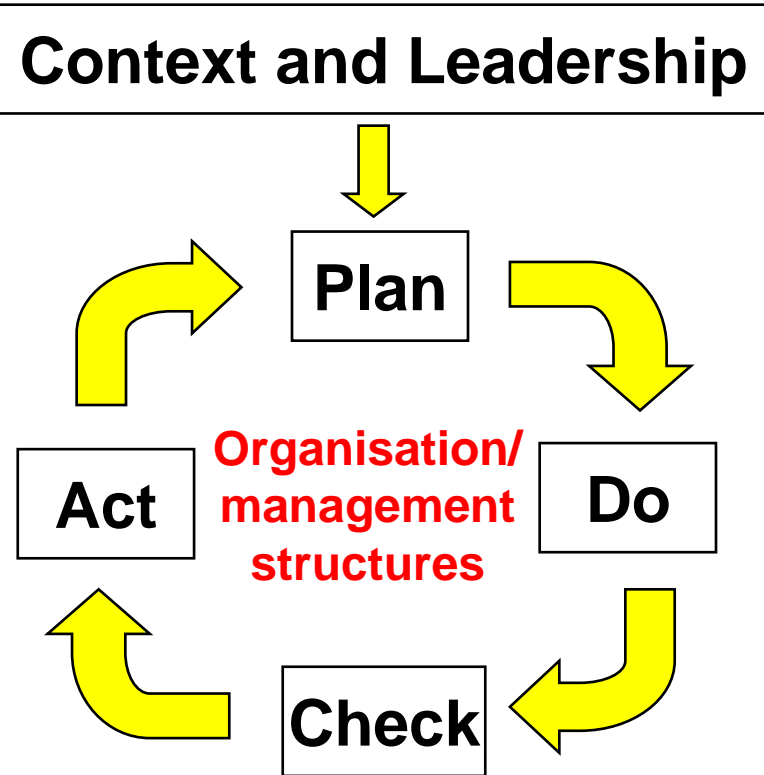 Context and Leadership
Plan
Organisation/
management
structures
Act
Do
Check